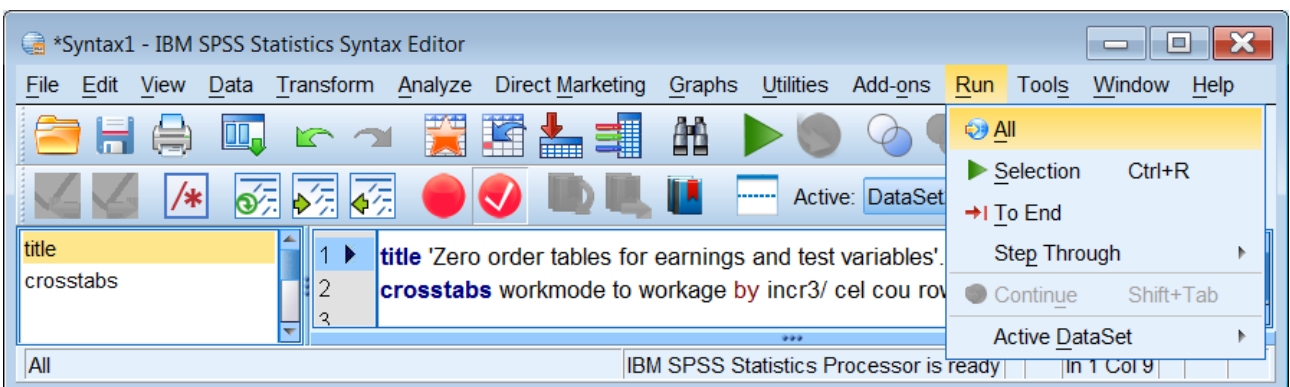 *Syntax1 - IBM SPSS Statistics Syntax Editor
File Edit View Data Transform Analyze Direct Marketing Graphs Utilities Add-ons Run Tools Window Help
All
Selection Ctrl+R
To End
Step Through
Continue Shift+Tab
Active DataSet
/*
Active: DataSet
title
crosstabs
1 title 'Zero order tables for earnings and test variables'.
2 crosstabs workmode to workage by incr3/ cel cou row
3
All
IBM SPSS Statistics Processor is ready
In 1 Col 9